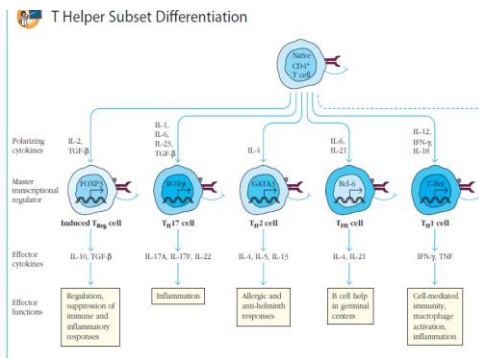 T Helper Subset Differentiation
Naive
CD4+
T cell
Polarizing
cytokines
IL-2,
TGF-β
IL-1,
IL-6,
IL-23,
TGF-β
IL-4
IL-6,
IL-21
IL-12,
IFN-γ,
IL-18
Master
transcriptional
regulator
FOXP3
RORγt
GATA3
Bcl-6
T-Bet
Induced TReg cell
TH17 cell
TH2 cell
TFH cell
TH1 cell
Effector
cytokines
IL-10, TGF-β
IL-17A, IL-17F, IL-22
IL-4, IL-5, IL-13
IL-4, IL-21
IFN-γ, TNF
Effector
functions
Regulation,
suppression of
immune and
inflammatory
responses
Inflammation
Allergic and
anti-helminth
responses
B cell help
in germinal
centers
Cell-mediated
immunity,
macrophage
activation,
inflammation